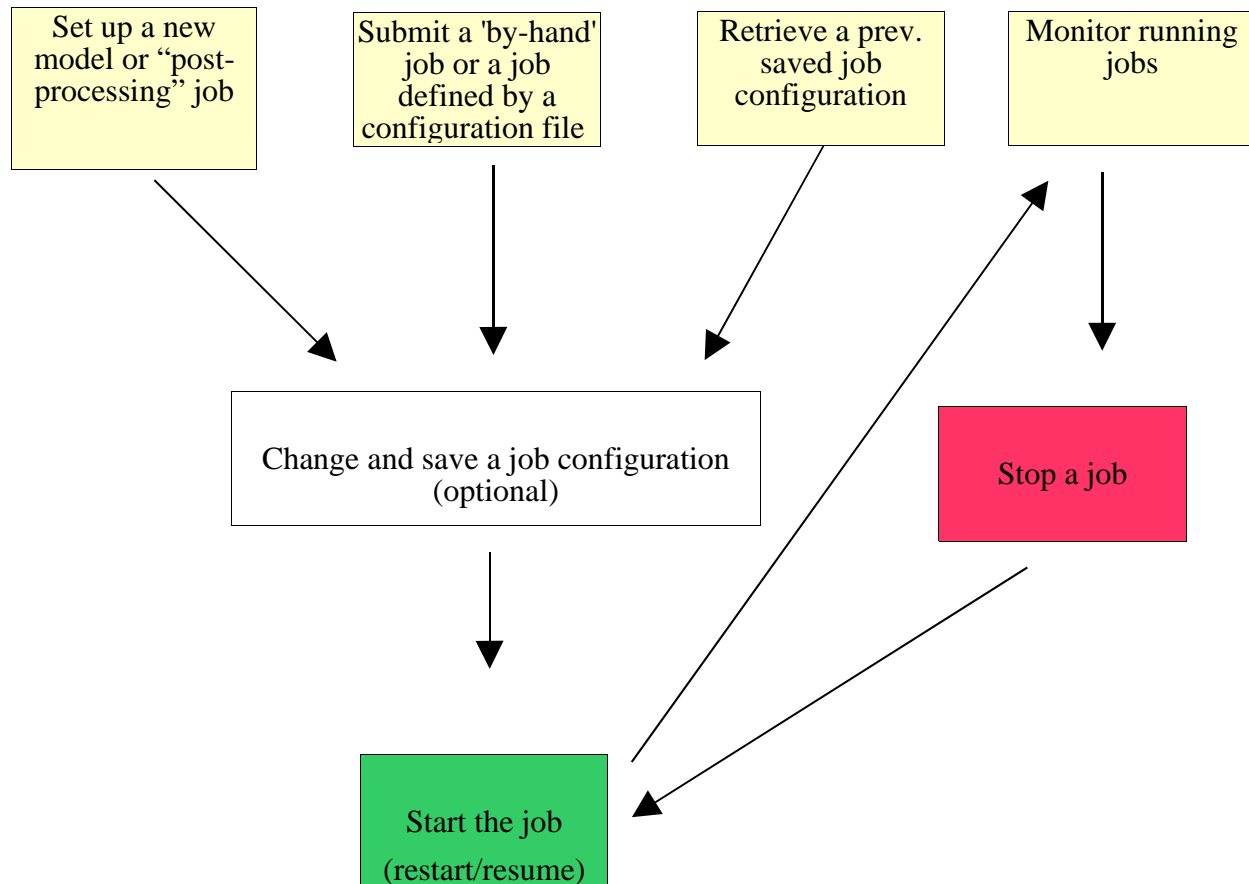 Set up a new
model or “post-
processing” job
Submit a 'by-hand'
job or a job
defined by a
configuration file
Retrieve a prev.
saved job
configuration
Monitor running
jobs
Change and save a job configuration
(optional)
Stop a job
Start the job
(restart/resume)